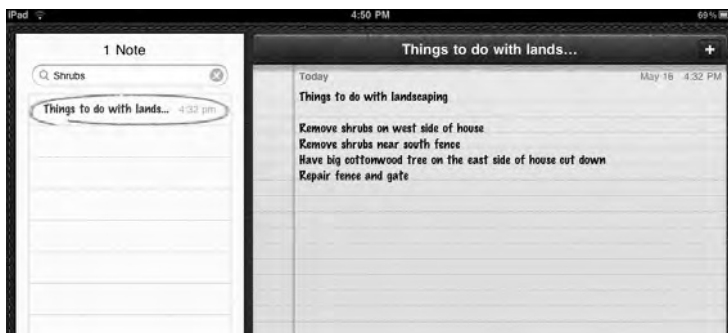 iPad 4:50 PM 69%
1 Note Things to do with lands... +
Shrubs
Today May 16 4:32 PM
Things to do with lands... 4:32 pm
Things to do with landscaping
Remove shrubs on west side of house
Remove shrubs near south fence
Have big cottonwood tree on the east side of house cut down
Repair fence and gate